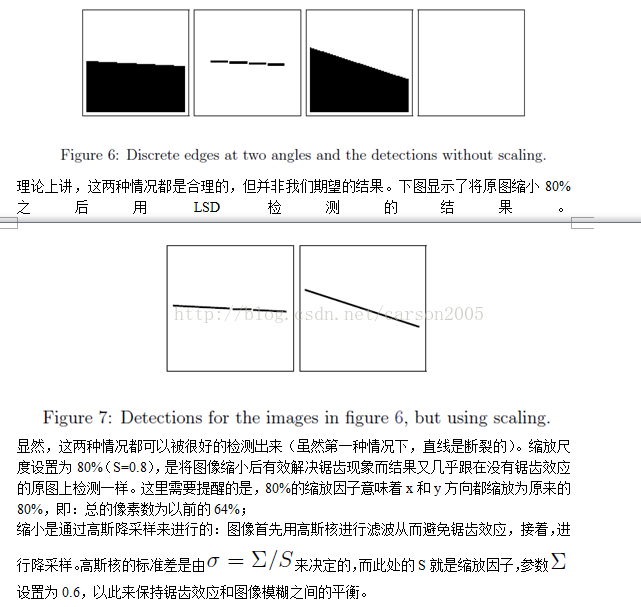 Figure 6: Discrete edges at two angles and the detections without scaling.
理论上讲，这两种情况都是合理的，但并非我们期望的结果。下图显示了将原图缩小 80%
之后用 LSD 检测的结果。
http://blog.csdn.net/carson2005
Figure 7: Detections for the images in figure 6, but using scaling.
显然，这两种情况都可以被很好的检测出来（虽然第一种情况下，直线是断裂的）。缩放尺
度设置为 80%（S=0.8），是将图像缩小后有效解决锯齿现象而结果又几乎跟在没有锯齿效应
的原图上检测一样。这里需要提醒的是，80%的缩放因子意味着 x 和 y 方向都缩放为原来的
80%，即：总的像素数为以前的 64%；
缩小是通过高斯降采样来进行的：图像首先用高斯核进行滤波从而避免锯齿效应，接着，进
行降采样。高斯核的标准差是由 σ = Σ/S 来决定的，而此处的 S 就是缩放因子，参数 Σ
设置为 0.6，以此来保持锯齿效应和图像模糊之间的平衡。